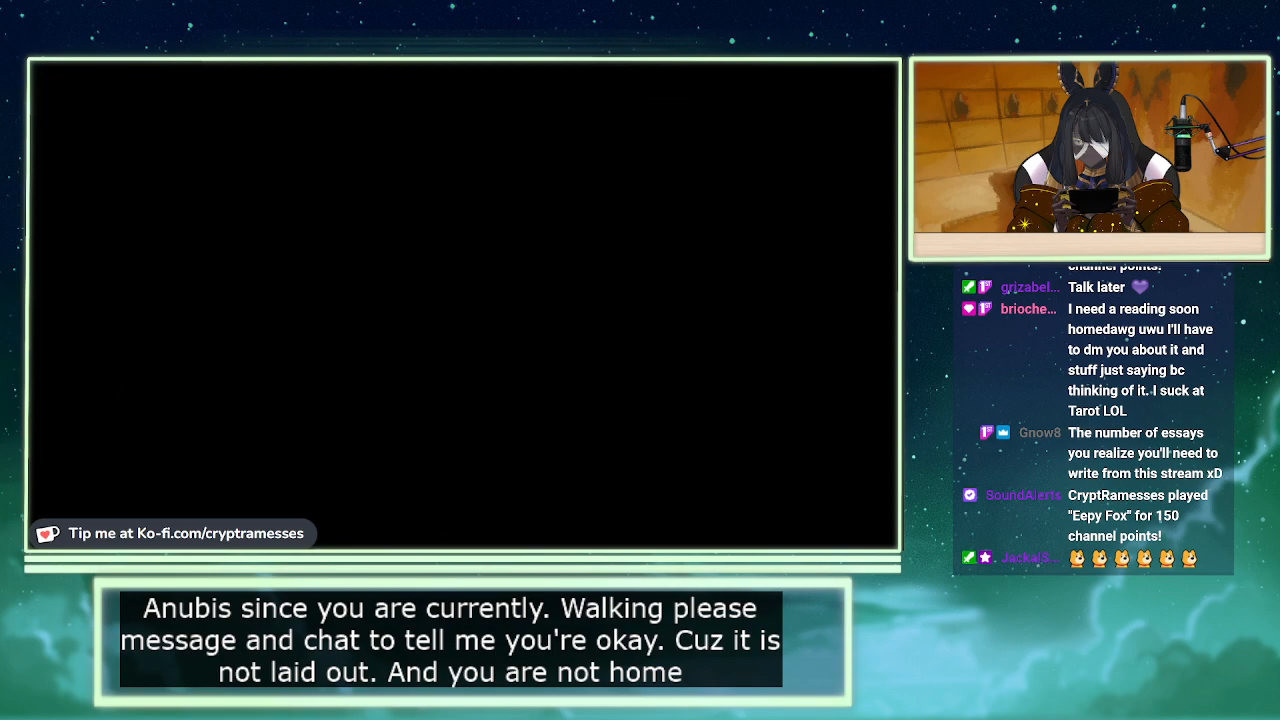 channel points!
grizabel... Talk later
brioche... I need a reading soon
homedawg uwu I'll have
to dm you about it and
stuff just saying bc
thinking of it. I suck at
Tarot LOL
Gnow8 The number of essays
you realize you'll need to
write from this stream xD
SoundAlerts CryptRamesses played
"Eepy Fox" for 150
channel points!
JackalS...
Tip me at Ko-fi.com/cryptramesses
Anubis since you are currently. Walking please
message and chat to tell me you're okay. Cuz it is
not laid out. And you are not home